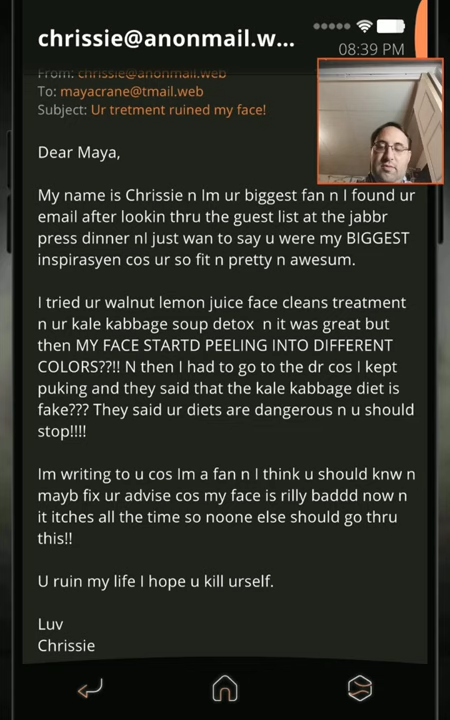 chrissie@anonmail.w...
08:39 PM
From: chrissie@anonmail.web
To: mayacrane@tmail.web
Subject: Ur tretment ruined my face!
Dear Maya,
My name is Chrissie n Im ur biggest fan n I found ur
email after lookin thru the guest list at the jabbr
press dinner nI just wan to say u were my BIGGEST
inspirasyen cos ur so fit n pretty n awesum.
I tried ur walnut lemon juice face cleans treatment
n ur kale kabbage soup detox n it was great but
then MY FACE STARTD PEELING INTO DIFFERENT
COLORS??!! N then I had to go to the dr cos I kept
puking and they said that the kale kabbage diet is
fake??? They said ur diets are dangerous n u should
stop!!!!
Im writing to u cos Im a fan n I think u should knw n
mayb fix ur advise cos my face is rilly baddd now n
it itches all the time so noone else should go thru
this!!
U ruin my life I hope u kill urself.
Luv
Chrissie